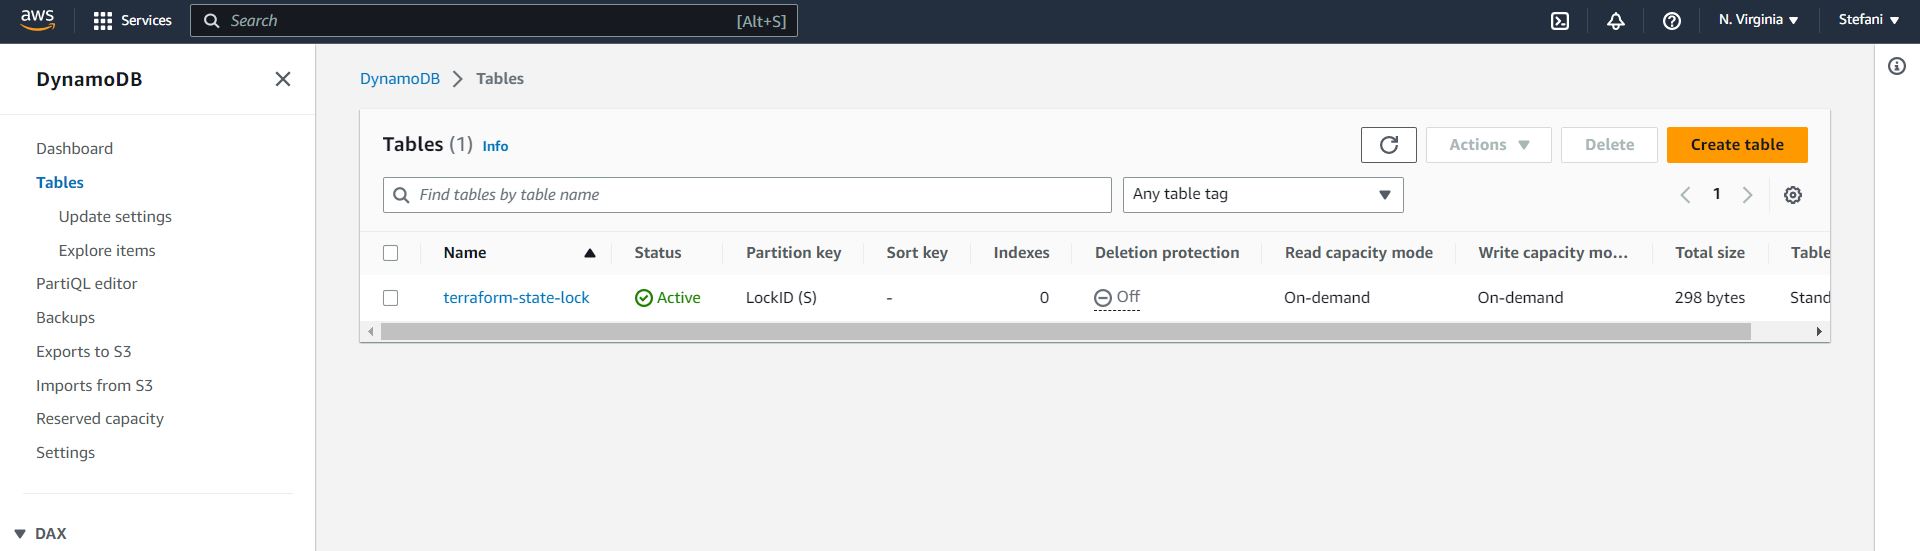 aws Services Search [Alt+S] N. Virginia Stefani
DynamoDB
Dashboard
Tables
Update settings
Explore items
PartiQL editor
Backups
Exports to S3
Imports from S3
Reserved capacity
Settings
DAX
DynamoDB Tables
Tables (1) Info Actions Delete Create table
Find tables by table name Any table tag 1
Name Status Partition key Sort key Indexes Deletion protection Read capacity mode Write capacity mo... Total size Table
terraform-state-lock Active LockID (S) - 0 Off On-demand On-demand 298 bytes Stand